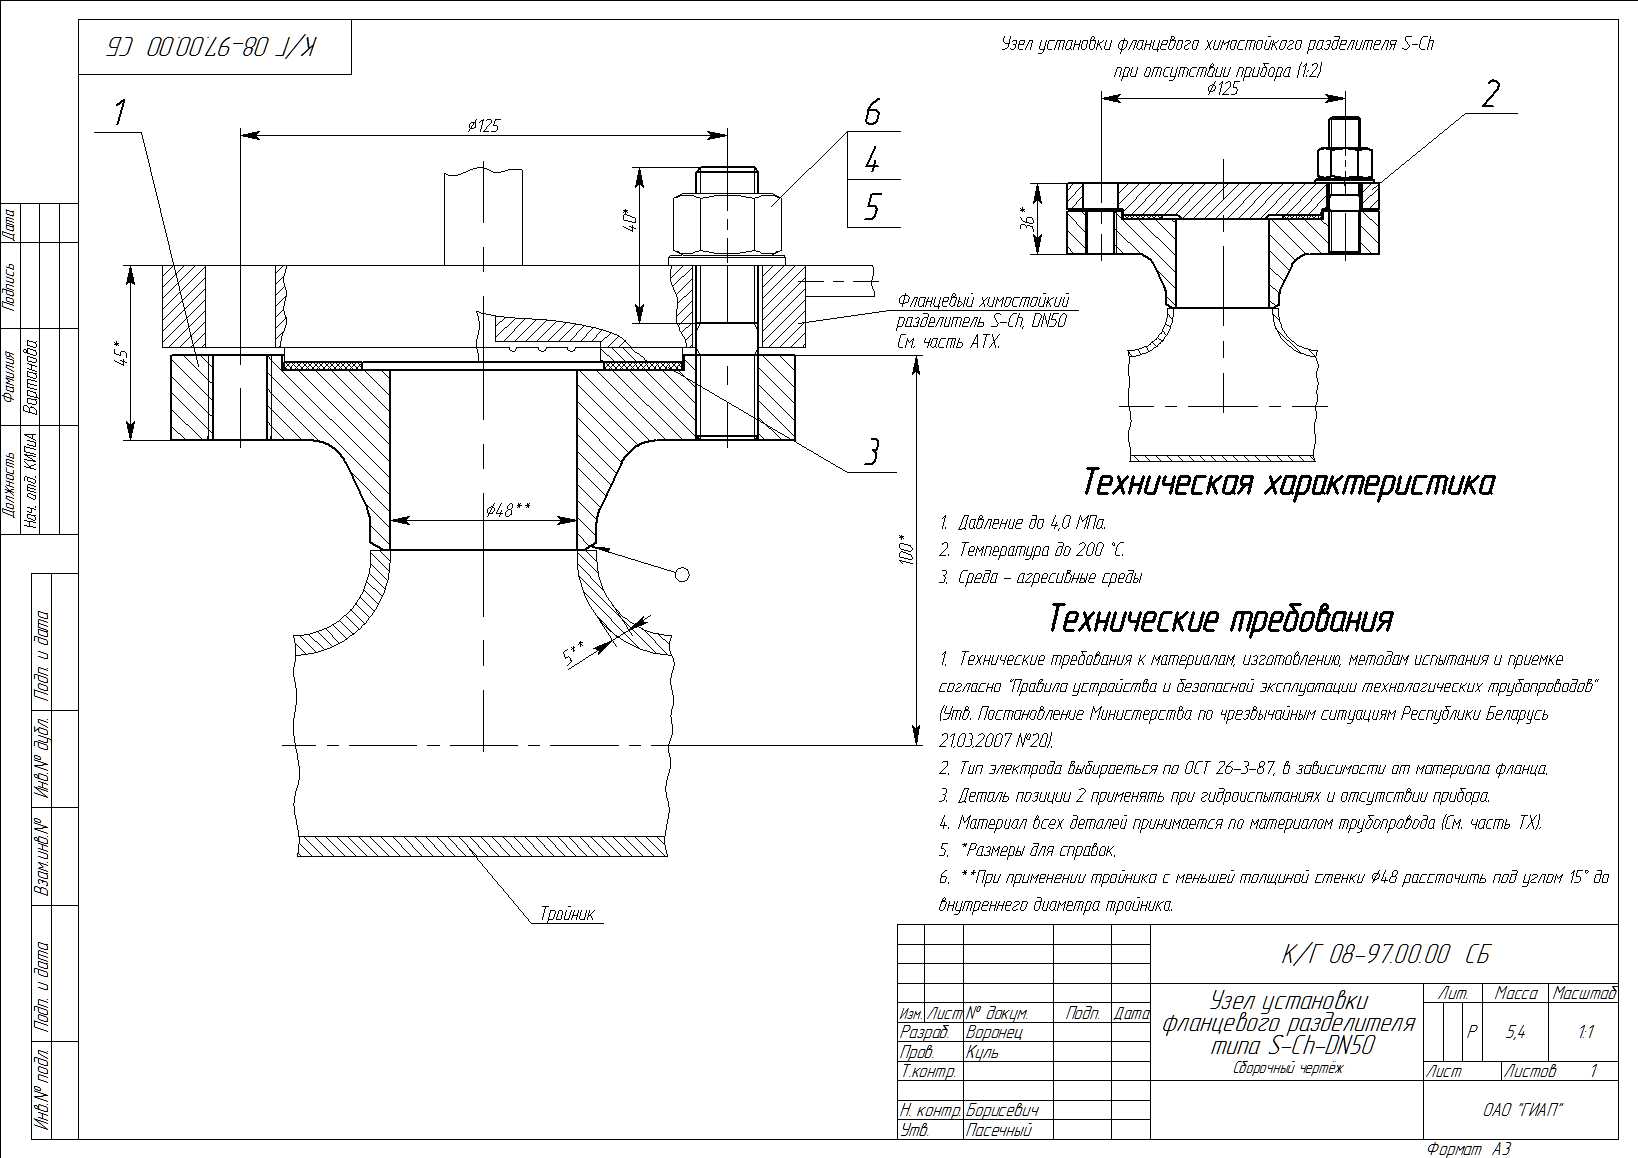 К/Г 08-97.00.00 СБ
Узел установки фланцевого химостойкого разделителя S-Ch
при отсутствии прибора (1:2)
⌀125
2
36*
1
⌀125
6
4
5
40*
45*
Фланцевый химостойкий
разделитель S-Ch, DN50
См. часть АТХ.
3
⌀48**
100*
5**
Тройник
Техническая характеристика
1. Давление до 4,0 МПа.
2. Температура до 200 °С.
3. Среда - агресивные среды
Технические требования
1. Технические требования к материалам, изготовлению, методам испытания и приемке
согласно "Правила устройства и безопасной эксплуатации технологических трубопроводов"
(Утв. Постановление Министерства по чрезвычайным ситуациям Республики Беларусь
21.03.2007 №20).
2. Тип электрода выбираеться по ОСТ 26-3-87, в зависимости от материала фланца.
3. Деталь позиции 2 применять при гидроиспытаниях и отсутствии прибора.
4. Материал всех деталей принимается по материалом трубопровода (См. часть ТХ).
5. *Размеры для справок.
6. **При применении тройника с меньшей толщиной стенки ⌀48 рассточить под углом 15° до
внутреннего диаметра тройника.
Дата
Подпись
Фамилия
Вартанова
Должность
Нач. отд. КИПиА
Подп. и дата
Инв.№ дубл.
Взам.инв.№
Подп. и дата
Инв.№ подл
К/Г 08-97.00.00 СБ
Изм. Лист № докум. Подп. Дата
Разраб. Воронец
Пров. Куль
Т.контр.
Н. контр. Борисевич
Утв. Пасечный
Узел установки
фланцевого разделителя
типа S-Ch-DN50
Сборочный чертёж
Лит. Масса Масштаб
Р 5,4 1:1
Лист Листов 1
ОАО "ГИАП"
Формат А3